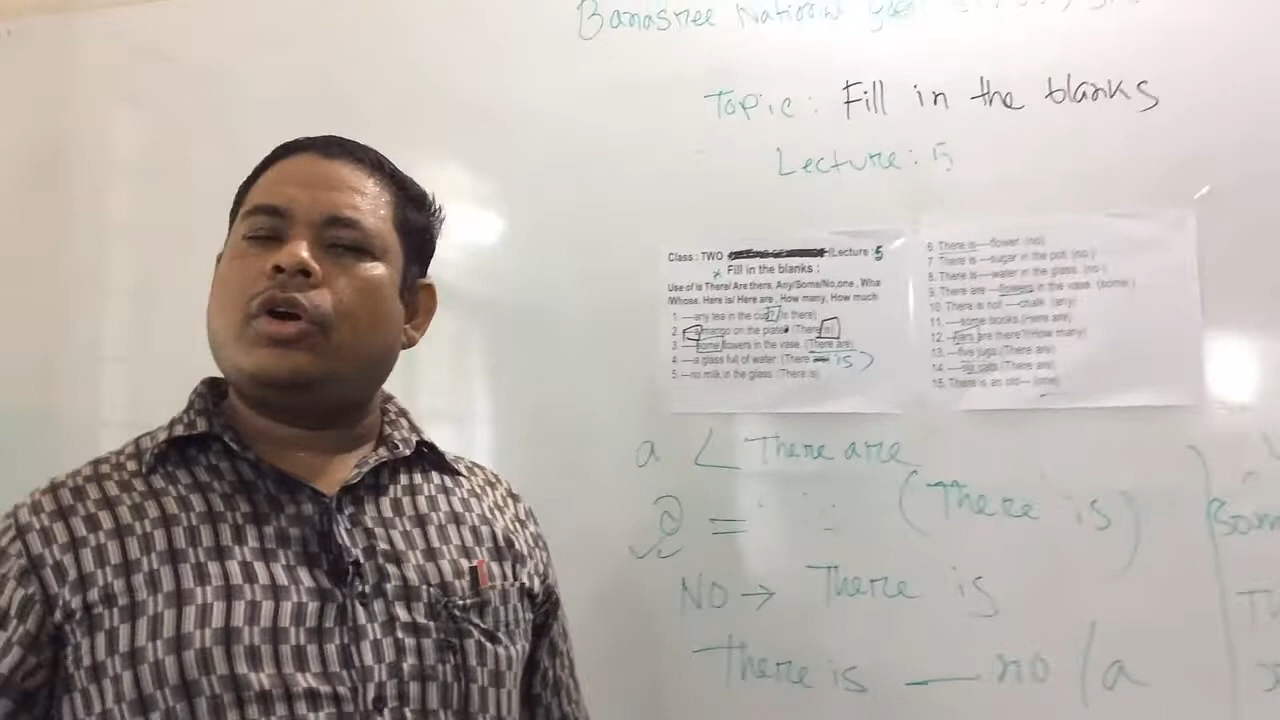 Banasree National
Topic: Fill in the blanks
Lecture: 5
Class : TWO Lecture : 5
Fill in the blanks :
Use of Is There/ Are there, Any/Some/No,one , Who
/Whose, Here is/ Here are , How many, How much
1. ----any tea in the cup? (Is there)
2. ----a mango on the plate. (There is)
3. ----some flowers in the vase. (There are)
4. ----a glass full of water. (There is)
5. ----no milk in the glass. (There is)
6. There is----flower. (no)
7. There is----sugar in the pot. (no )
8. There is----water in the glass. (no )
9. There are ----flowers in the vase. (some )
10. There is not ----chalk. (any)
11. ----some books. (Here are)
12. ----pens are there? (How many)
13. ----five jugs. (There are)
14. ----six cats. (There are)
15. There is an old---- (one)
a < There are
a = (There is)
NO → There is
There is — no / a